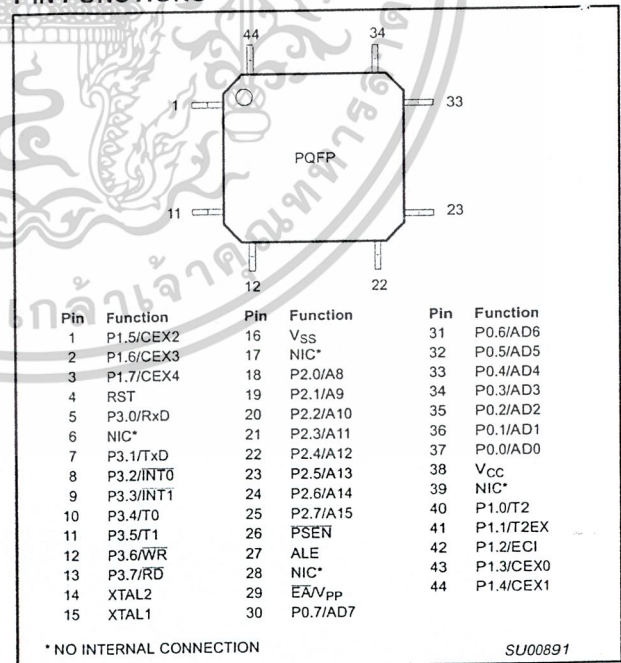 PIN FUNCTIONS
44 34
1 33
PQFP
11 23
12 22
Pin Function Pin Function Pin Function
1 P1.5/CEX2 16 VSS 31 P0.6/AD6
2 P1.6/CEX3 17 NIC* 32 P0.5/AD5
3 P1.7/CEX4 18 P2.0/A8 33 P0.4/AD4
4 RST 19 P2.1/A9 34 P0.3/AD3
5 P3.0/RxD 20 P2.2/A10 35 P0.2/AD2
6 NIC* 21 P2.3/A11 36 P0.1/AD1
7 P3.1/TxD 22 P2.4/A12 37 P0.0/AD0
8 P3.2/INT0 23 P2.5/A13 38 VCC
9 P3.3/INT1 24 P2.6/A14 39 NIC*
10 P3.4/T0 25 P2.7/A15 40 P1.0/T2
11 P3.5/T1 26 PSEN 41 P1.1/T2EX
12 P3.6/WR 27 ALE 42 P1.2/ECI
13 P3.7/RD 28 NIC* 43 P1.3/CEX0
14 XTAL2 29 EA/VPP 44 P1.4/CEX1
15 XTAL1 30 P0.7/AD7
* NO INTERNAL CONNECTION SU00891